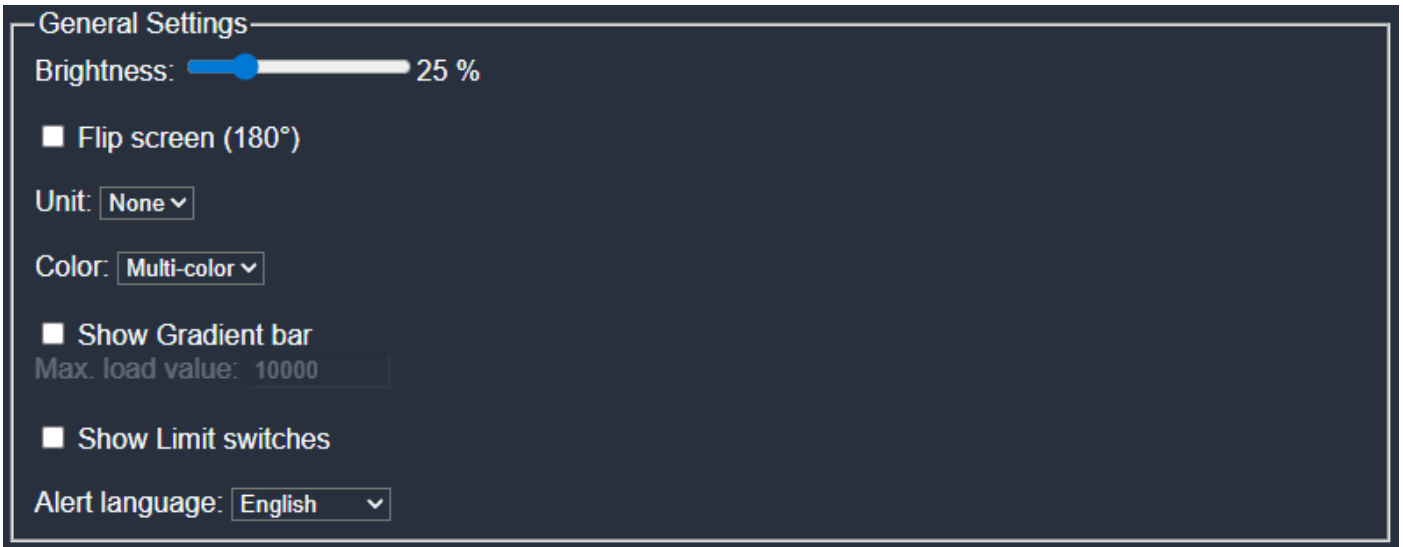 General Settings
Brightness: 25 %
Flip screen (180°)
Unit: None
Color: Multi-color
Show Gradient bar
Max. load value: 10000
Show Limit switches
Alert language: English